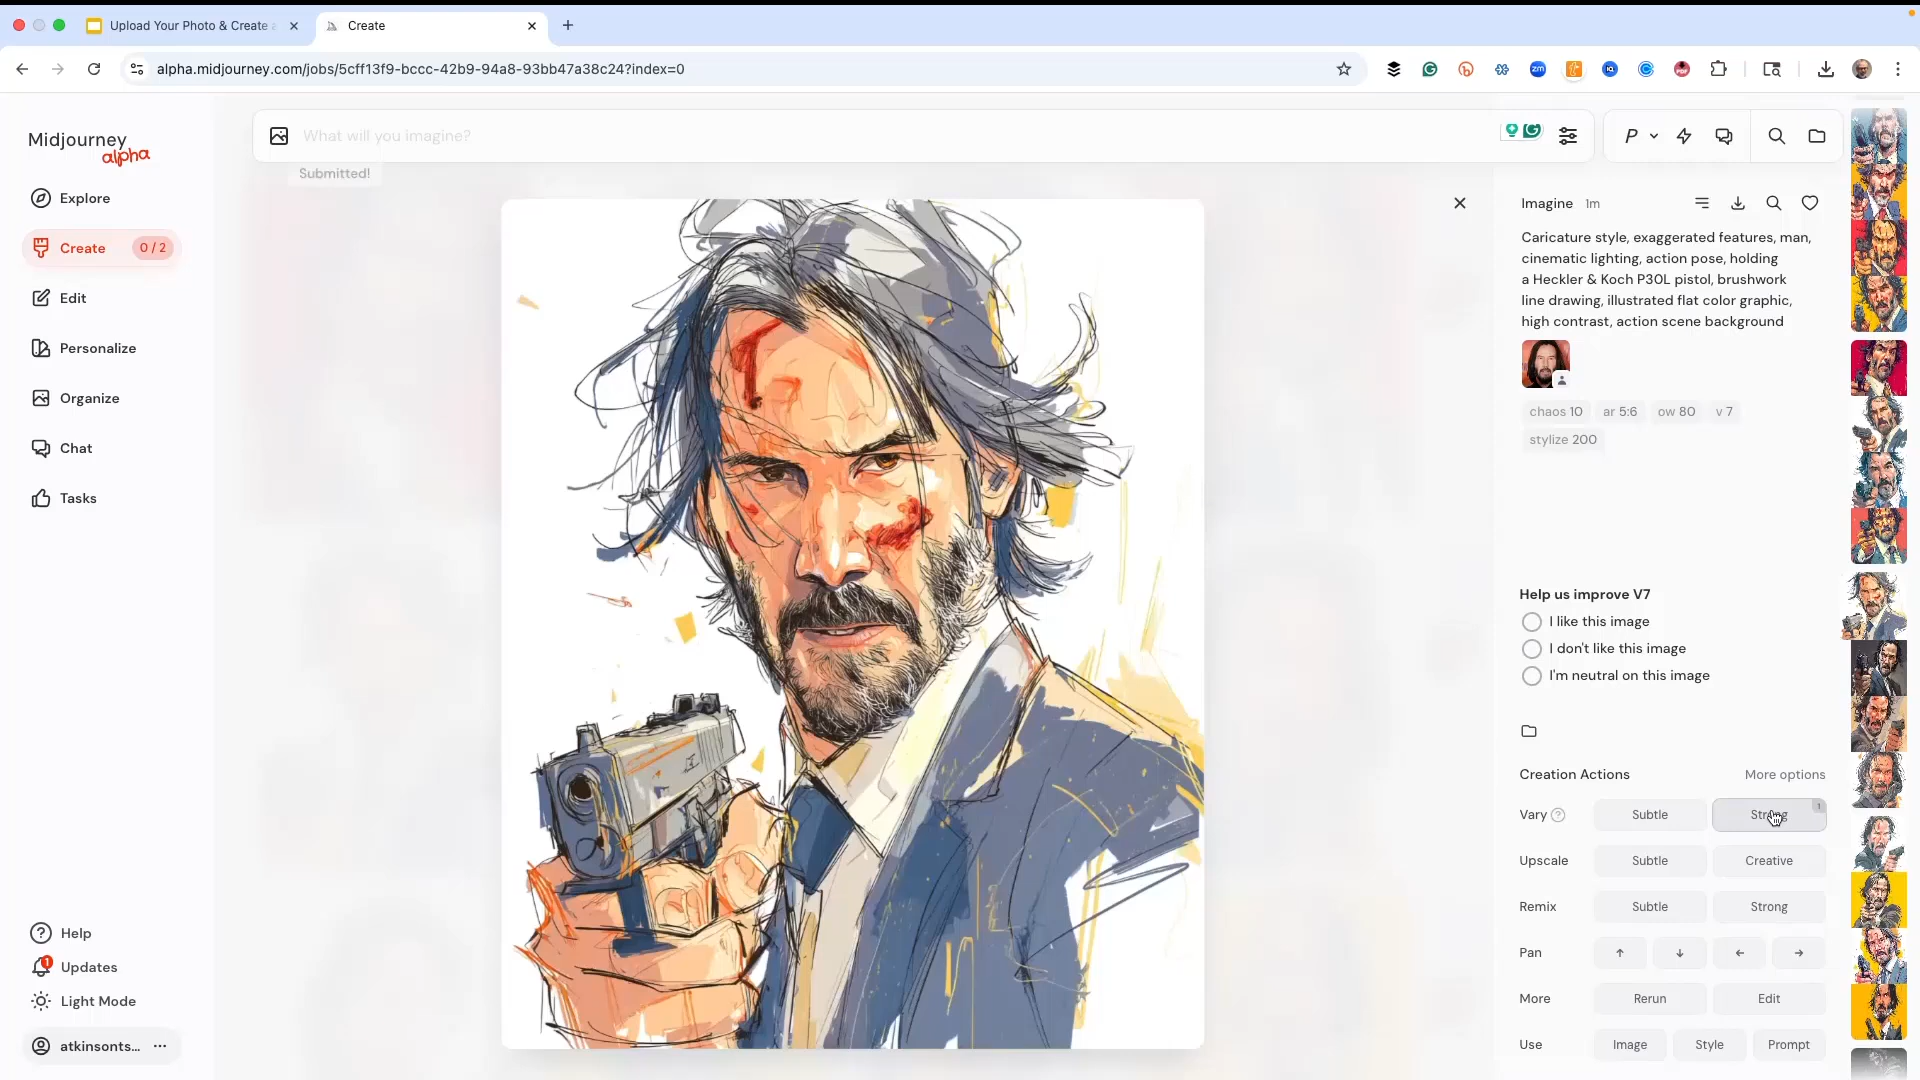 Upload Your Photo & Create a
Create
alpha.midjourney.com/jobs/5cff13f9-bccc-42b9-94a8-93bb47a38c24?index=0
Midjourney
alpha
What will you imagine?
P
Submitted!
Explore
Create 0 / 2
Edit
Personalize
Organize
Chat
Tasks
Imagine 1m
Caricature style, exaggerated features, man,
cinematic lighting, action pose, holding
a Heckler & Koch P30L pistol, brushwork
line drawing, illustrated flat color graphic,
high contrast, action scene background
chaos 10 ar 5:6 ow 80 v 7
stylize 200
Help us improve V7
I like this image
I don't like this image
I'm neutral on this image
Creation Actions More options
Vary ? Subtle Strong 1
Upscale Subtle Creative
Remix Subtle Strong
Pan ↑ ↓ ← →
More Rerun Edit
Use Image Style Prompt
Help
1 Updates
Light Mode
atkinsonts... ...